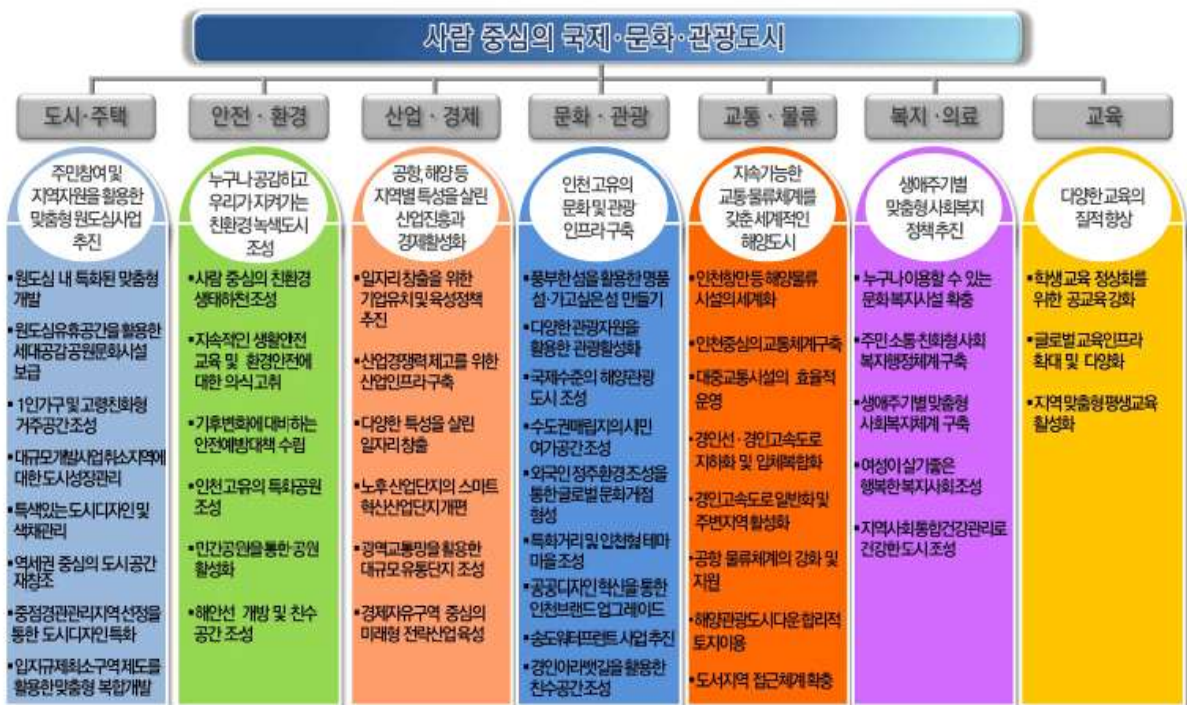 사람 중심의 국제·문화·관광도시
도시·주택
주민참여 및
지역자원을 활용한
맞춤형 원도심사업
추진
▪원도심 내 특화된 맞춤형
개발
▪원도심유휴공간을 활용한
세대공감 공원문화시설
보급
▪1인가구 및 고령친화형
거주공간 조성
▪대규모개발사업 취소지역에
대한 도시성장관리
▪특색있는 도시디자인 및
색채관리
▪역세권 중심의 도시 공간
재창조
▪중점경관관리지역 선정을
통한 도시디자인 특화
▪입지규제최소구역 제도를
활용한 맞춤형 복합개발
안전·환경
누구나 공감하고
우리가 지켜가는
친환경 녹색도시
조성
▪사람 중심의 친환경
생태하천 조성
▪지속적인 생활안전
교육 및 환경안전에
대한 의식 고취
▪기후변화에 대비하는
안전예방대책 수립
▪인천 고유의 특화공원
조성
▪민간공원을 통한 공원
활성화
▪해안선 개방 및 친수
공간 조성
산업·경제
공항, 해양 등
지역별 특성을 살린
산업진흥과
경제활성화
▪일자리 창출을 위한
기업유치 및 육성정책
추진
▪산업경쟁력 제고를 위한
산업인프라 구축
▪다양한 특성을 살린
일자리 창출
▪노후 산업단지의 스마트
혁신산업단지 개편
▪광역교통망을 활용한
대규모 유통단지 조성
▪경제자유구역 중심의
미래형 전략산업 육성
문화·관광
인천 고유의
문화 및 관광
인프라 구축
▪풍부한 섬을 활용한 명품
섬·가고싶은 섬 만들기
▪다양한 관광자원을
활용한 관광활성화
▪국제수준의 해양관광
도시 조성
▪수도권매립지의 시민
여가공간 조성
▪외국인 정주환경 조성을
통한 글로벌 문화거점
형성
▪특화거리 및 인천형 테마
마을 조성
▪공공디자인 혁신을 통한
인천브랜드 업그레이드
▪송도워터프런트 사업 추진
▪경인아라뱃길을 활용한
친수공간 조성
교통·물류
지속가능한
교통 물류체계를
갖춘 세계적인
해양도시
▪인천항만 등 해양물류
시설의 세계화
▪인천중심의 교통체계구축
▪대중교통시설의 효율적
운영
▪경인선·경인고속도로
지하화 및 입체복합화
▪경인고속도로 일반화 및
주변지역 활성화
▪공항 물류체계의 강화 및
지원
▪해양관광도시다운 합리적
토지이용
▪도서지역 접근체계 확충
복지·의료
생애주기별
맞춤형 사회복지
정책 추진
▪누구나 이용할 수 있는
문화 복지시설 확충
▪주민 소통·친화형 사회
복지행정체계 구축
▪생애주기별 맞춤형
사회복지체계 구축
▪여성이 살기좋은
행복한 복지사회 조성
▪지역사회 통합건강관리로
건강한 도시 조성
교육
다양한 교육의
질적 향상
▪학생 교육 정상화를
위한 공교육 강화
▪글로벌 교육인프라
확대 및 다양화
▪지역 맞춤형 평생교육
활성화